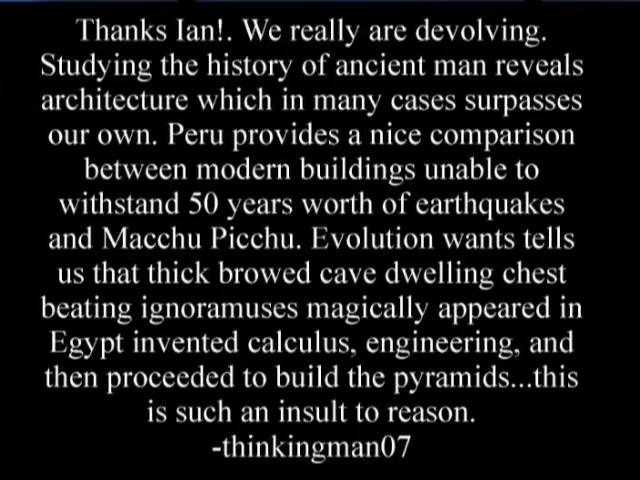 Thanks Ian!. We really are devolving.
Studying the history of ancient man reveals
architecture which in many cases surpasses
our own. Peru provides a nice comparison
between modern buildings unable to
withstand 50 years worth of earthquakes
and Macchu Picchu. Evolution wants tells
us that thick browed cave dwelling chest
beating ignoramuses magically appeared in
Egypt invented calculus, engineering, and
then proceeded to build the pyramids...this
is such an insult to reason.
-thinkingman07